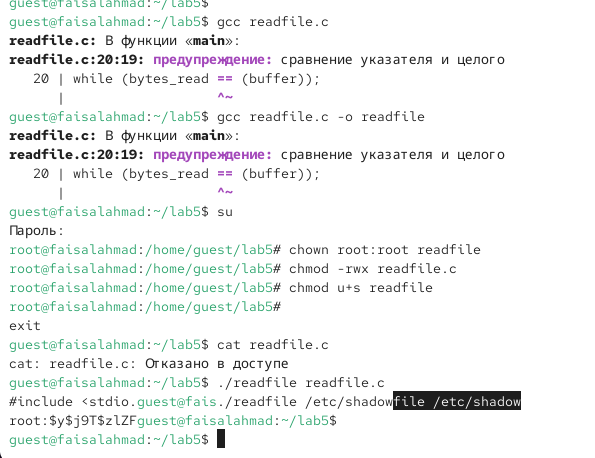 guest@faisalahmad:~/lab5$
guest@faisalahmad:~/lab5$ gcc readfile.c
readfile.c: В функции «main»:
readfile.c:20:19: предупреждение: сравнение указателя и целого
   20 | while (bytes_read == (buffer));
      |                   ^~
guest@faisalahmad:~/lab5$ gcc readfile.c -o readfile
readfile.c: В функции «main»:
readfile.c:20:19: предупреждение: сравнение указателя и целого
   20 | while (bytes_read == (buffer));
      |                   ^~
guest@faisalahmad:~/lab5$ su
Пароль:
root@faisalahmad:/home/guest/lab5# chown root:root readfile
root@faisalahmad:/home/guest/lab5# chmod -rwx readfile.c
root@faisalahmad:/home/guest/lab5# chmod u+s readfile
root@faisalahmad:/home/guest/lab5#
exit
guest@faisalahmad:~/lab5$ cat readfile.c
cat: readfile.c: Отказано в доступе
guest@faisalahmad:~/lab5$ ./readfile readfile.c
#include <stdio.guest@fais./readfile /etc/shadowfile /etc/shadow
root:$y$j9T$zlZFguest@faisalahmad:~/lab5$
guest@faisalahmad:~/lab5$